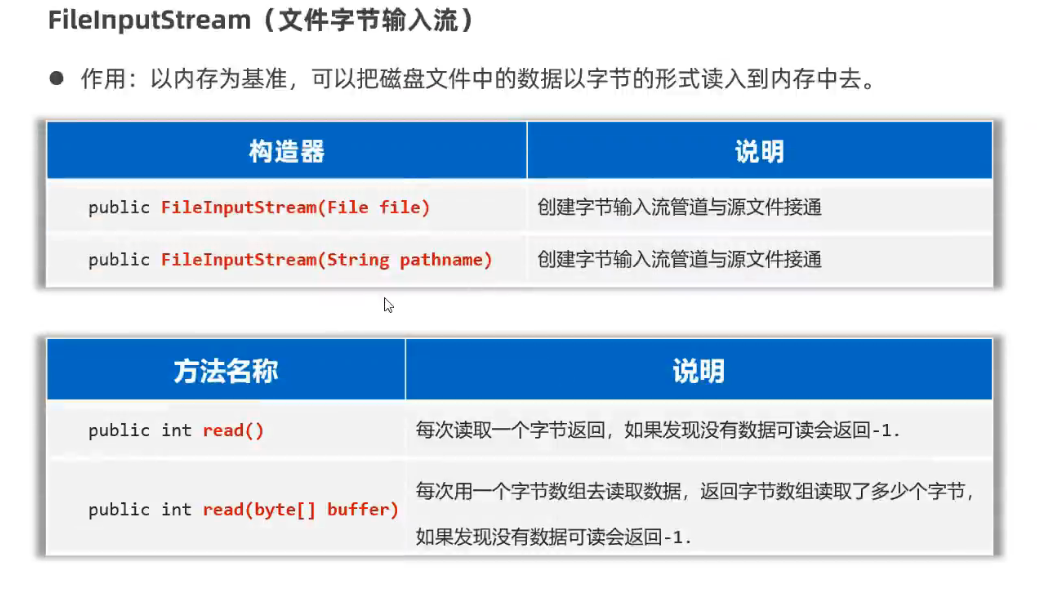 FileInputStream（文件字节输入流）
● 作用：以内存为基准，可以把磁盘文件中的数据以字节的形式读入到内存中去。
构造器 说明
public FileInputStream(File file) 创建字节输入流管道与源文件接通
public FileInputStream(String pathname) 创建字节输入流管道与源文件接通
方法名称 说明
public int read() 每次读取一个字节返回，如果发现没有数据可读会返回-1.
public int read(byte[] buffer) 每次用一个字节数组去读取数据，返回字节数组读取了多少个字节，
如果发现没有数据可读会返回-1.